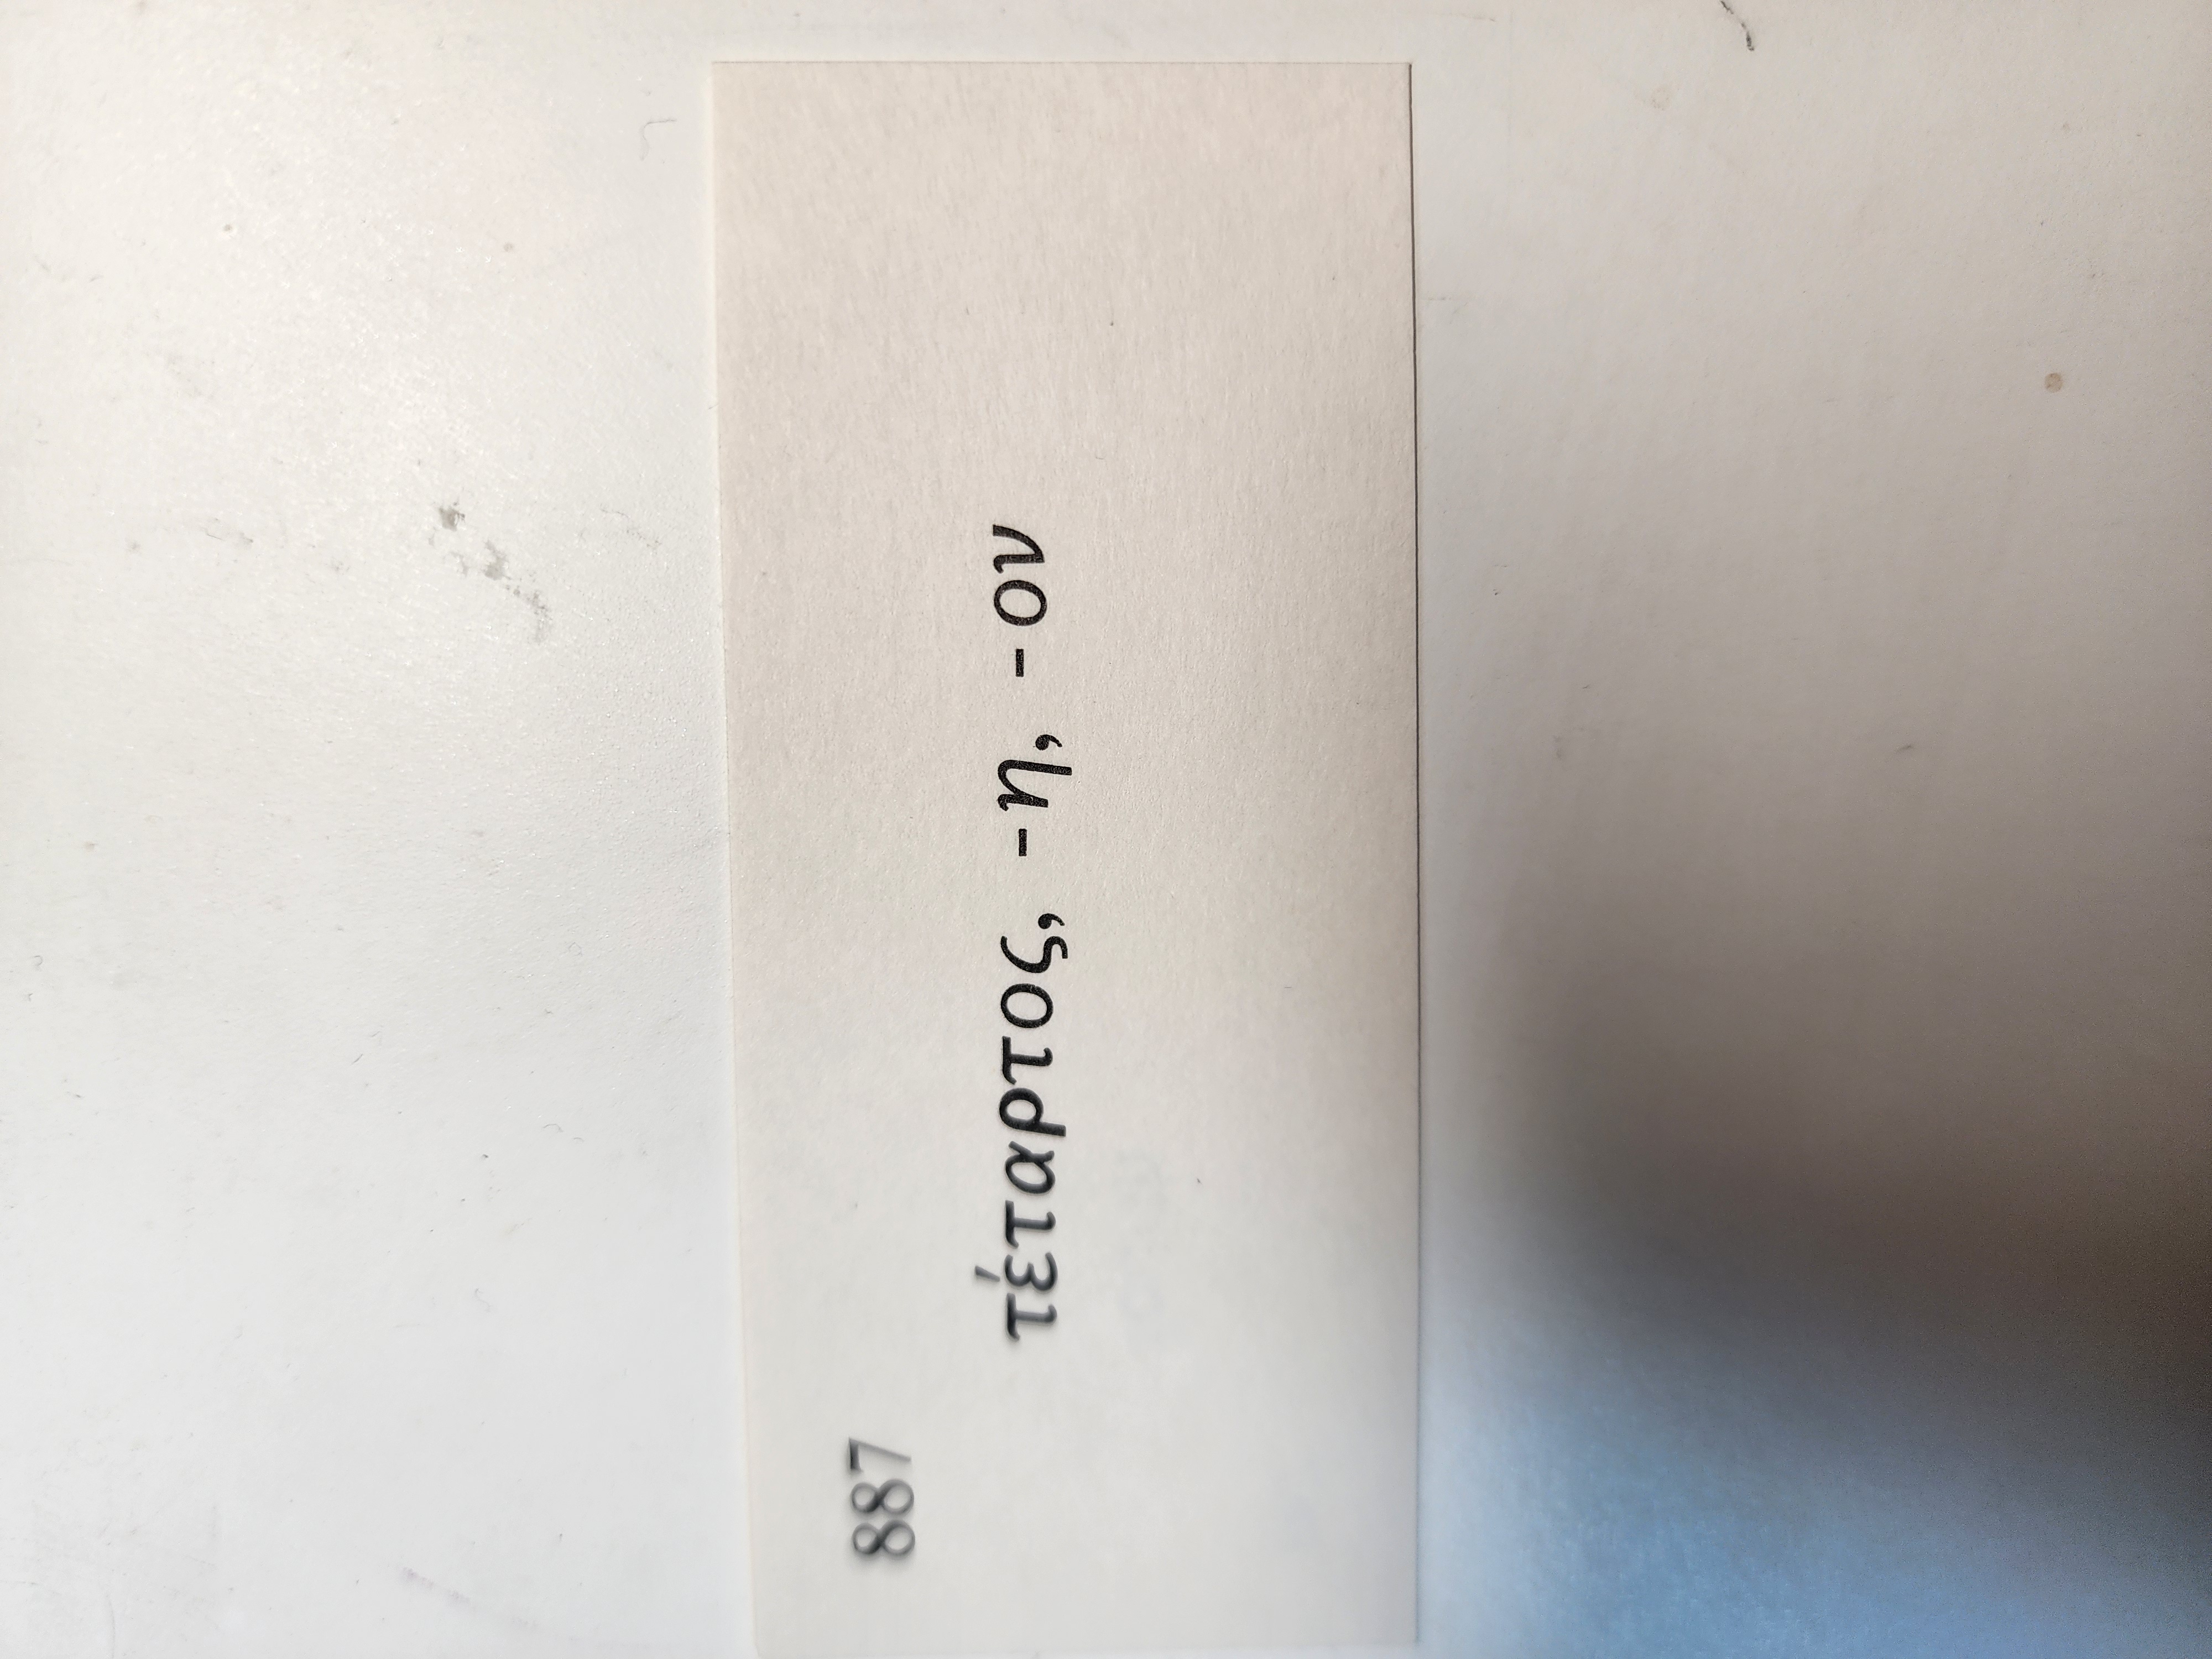 887
τέταρτος, - η, - ον